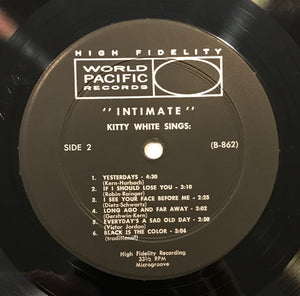 HIGH FIDELITY
WORLD
PACIFIC
RECORDS
"INTIMATE"
KITTY WHITE SINGS:
SIDE 2 (B-862)
1. YESTERDAYS - 4:30
(Kern-Harbach)
2. IF I SHOULD LOSE YOU - 3:10
(Robin-Rainger)
3. I SEE YOUR FACE BEFORE ME - 2:25
(Dietz-Schwartz)
4. LONG AGO AND FAR AWAY - 3:02
(Gershwin-Kern)
5. EVERYDAY'S A SAD OLD DAY - 2:50
(Victor Jordan)
6. BLACK IS THE COLOR - 3:04
(traditional)
High Fidelity Recording
33⅓ RPM
Microgroove